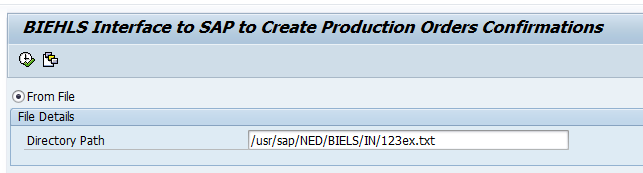 BIEHLS Interface to SAP to Create Production Orders Confirmations
From File
File Details
Directory Path /usr/sap/NED/BIELS/IN/123ex.txt